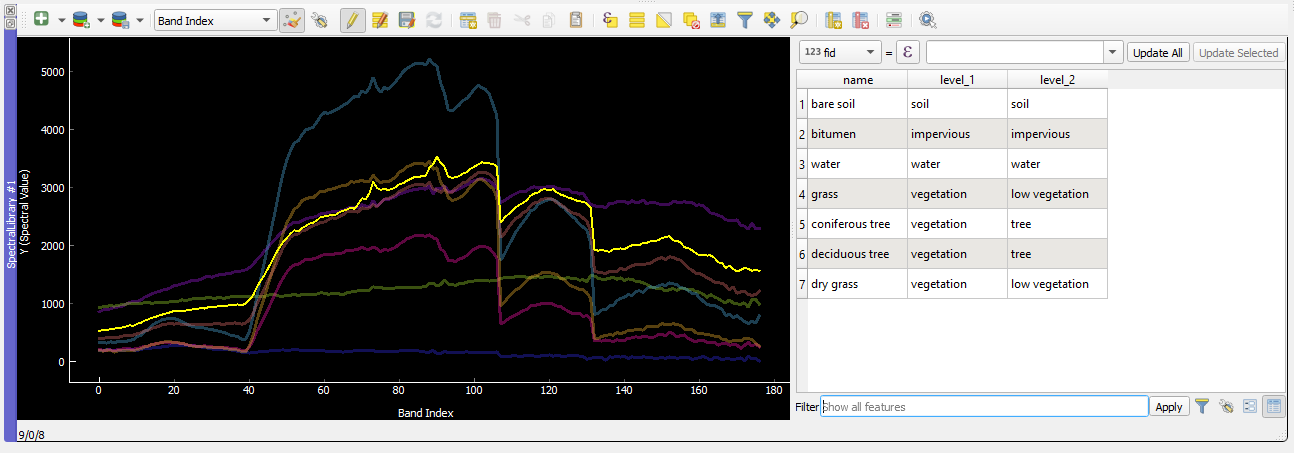 Band Index
123 fid
=
ε
Update All
Update Selected
name level_1 level_2
1 bare soil soil soil
2 bitumen impervious impervious
3 water water water
4 grass vegetation low vegetation
5 coniferous tree vegetation tree
6 deciduous tree vegetation tree
7 dry grass vegetation low vegetation
SpectralLibrary #1
Y (Spectral Value)
5000
4000
3000
2000
1000
0
0 20 40 60 80 100 120 140 160 180
Band Index
Filter Show all features Apply
9/0/8